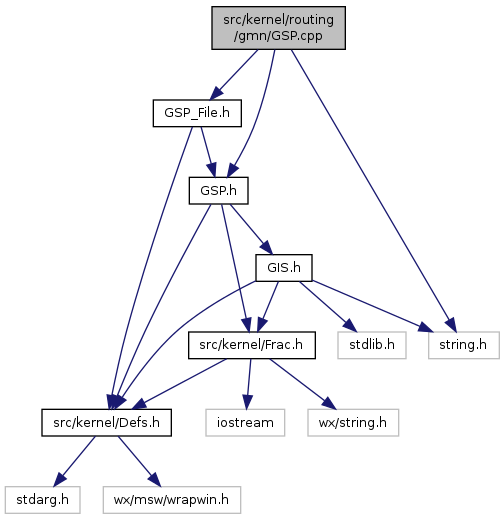 src/kernel/routing
/gmn/GSP.cpp
GSP_File.h
GSP.h
GIS.h
src/kernel/Frac.h
stdlib.h
string.h
src/kernel/Defs.h
iostream
wx/string.h
stdarg.h
wx/msw/wrapwin.h